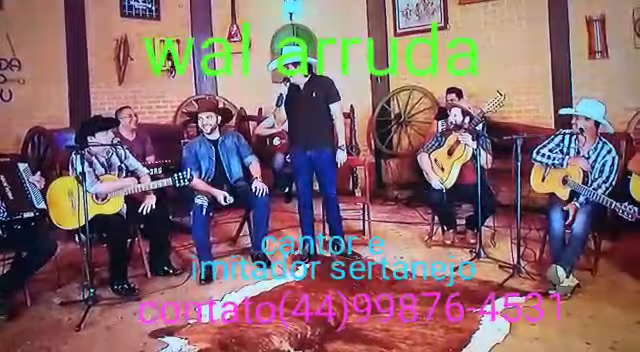 wal arruda
cantor e
imitador sertanejo
contato(44)99876-4531